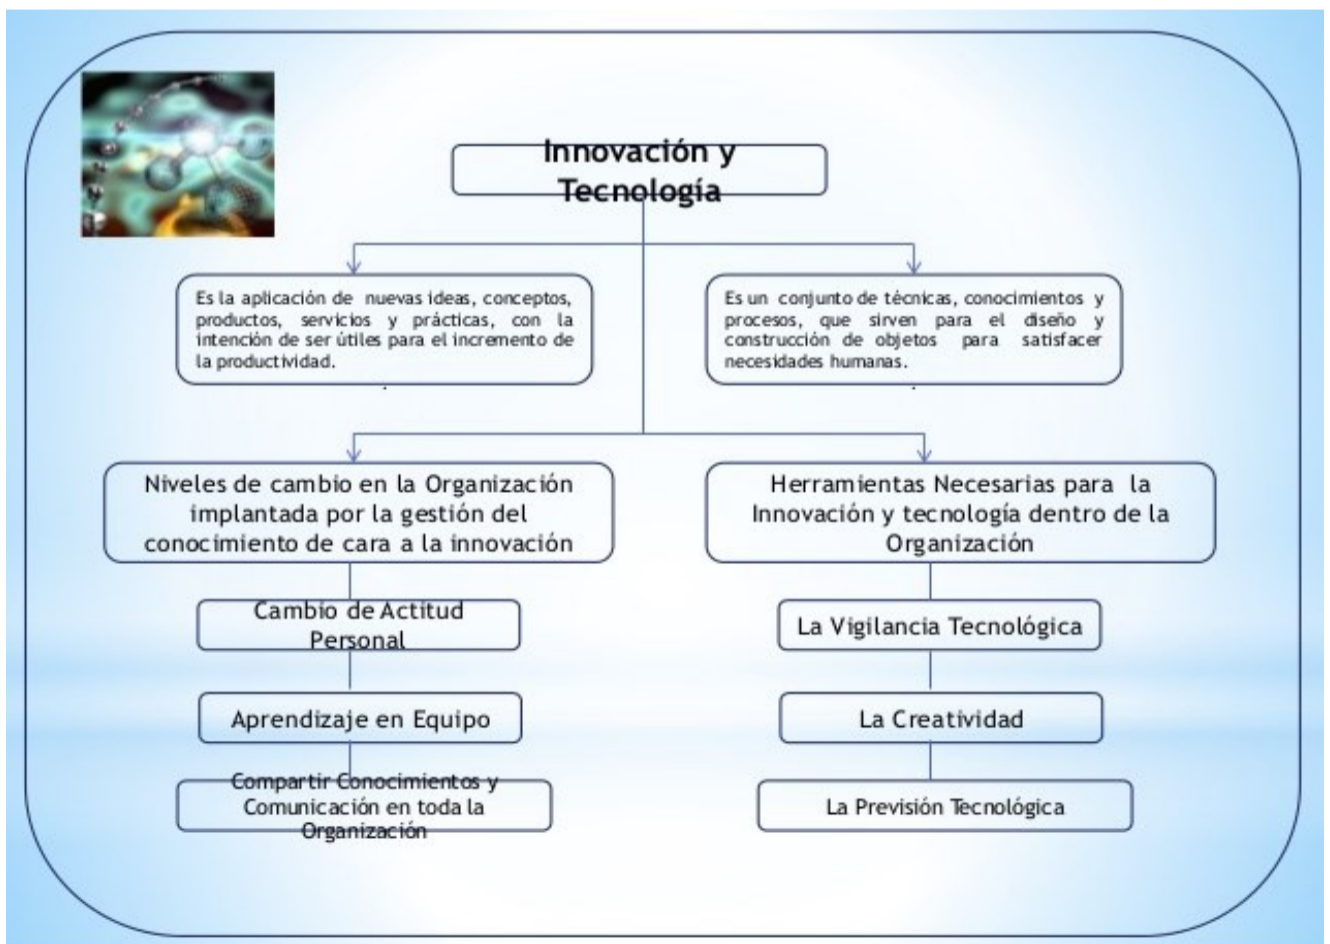 Innovación y
Tecnología
Es la aplicación de nuevas ideas, conceptos,
productos, servicios y prácticas, con la
intención de ser útiles para el incremento de
la productividad.
.
Es un conjunto de técnicas, conocimientos y
procesos, que sirven para el diseño y
construcción de objetos para satisfacer
necesidades humanas.
.
Niveles de cambio en la Organización
implantada por la gestión del
conocimiento de cara a la innovación
Cambio de Actitud
Personal
Aprendizaje en Equipo
Compartir Conocimientos y
Comunicación en toda la
Organización
Herramientas Necesarias para la
Innovación y tecnología dentro de la
Organización
La Vigilancia Tecnológica
La Creatividad
La Previsión Tecnológica